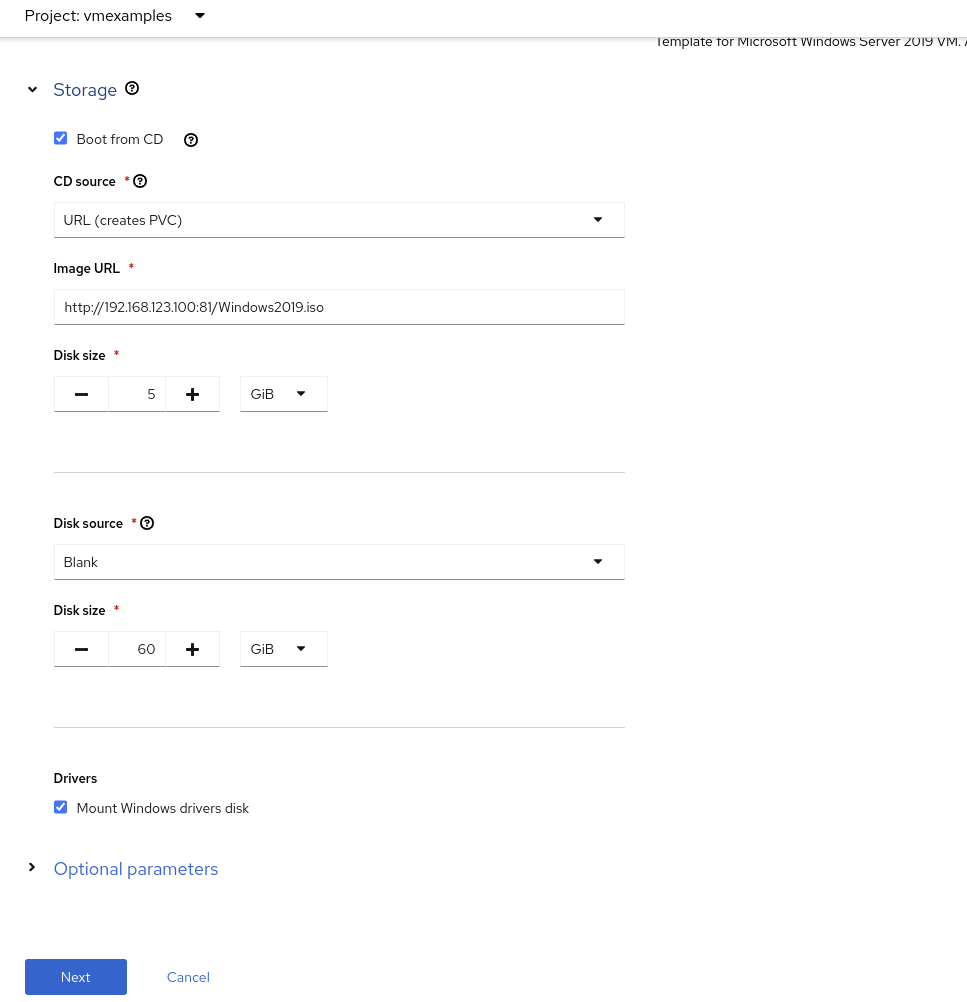 Project: vmexamples
Template for Microsoft Windows Server 2019 VM.
Storage
Boot from CD
CD source *
URL (creates PVC)
Image URL *
http://192.168.123.100:81/Windows2019.iso
Disk size *
5 GiB
Disk source *
Blank
Disk size *
60 GiB
Drivers
Mount Windows drivers disk
Optional parameters
Next Cancel